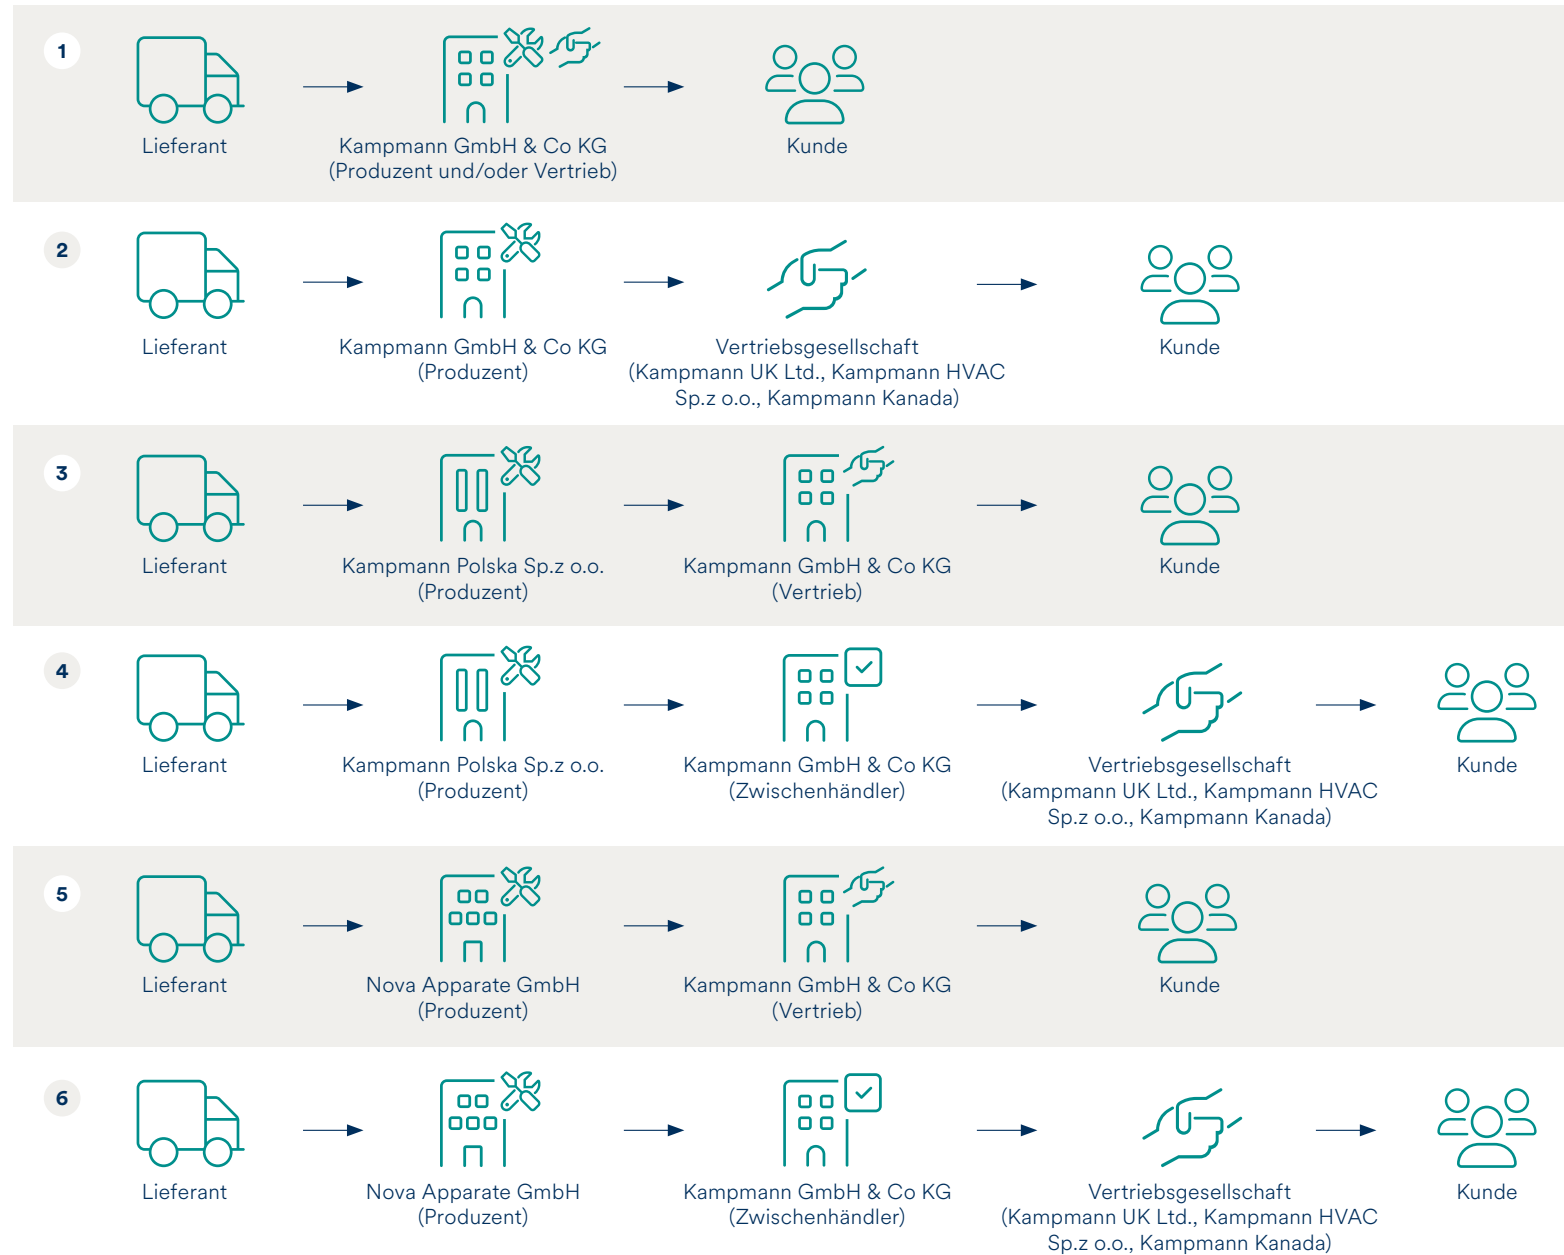 1
Lieferant
Kampmann GmbH & Co KG
(Produzent und/oder Vertrieb)
Kunde
2
Lieferant
Kampmann GmbH & Co KG
(Produzent)
Vertriebsgesellschaft
(Kampmann UK Ltd., Kampmann HVAC
Sp.z o.o., Kampmann Kanada)
Kunde
3
Lieferant
Kampmann Polska Sp.z o.o.
(Produzent)
Kampmann GmbH & Co KG
(Vertrieb)
Kunde
4
Lieferant
Kampmann Polska Sp.z o.o.
(Produzent)
Kampmann GmbH & Co KG
(Zwischenhändler)
Vertriebsgesellschaft
(Kampmann UK Ltd., Kampmann HVAC
Sp.z o.o., Kampmann Kanada)
Kunde
5
Lieferant
Nova Apparate GmbH
(Produzent)
Kampmann GmbH & Co KG
(Vertrieb)
Kunde
6
Lieferant
Nova Apparate GmbH
(Produzent)
Kampmann GmbH & Co KG
(Zwischenhändler)
Vertriebsgesellschaft
(Kampmann UK Ltd., Kampmann HVAC
Sp.z o.o., Kampmann Kanada)
Kunde